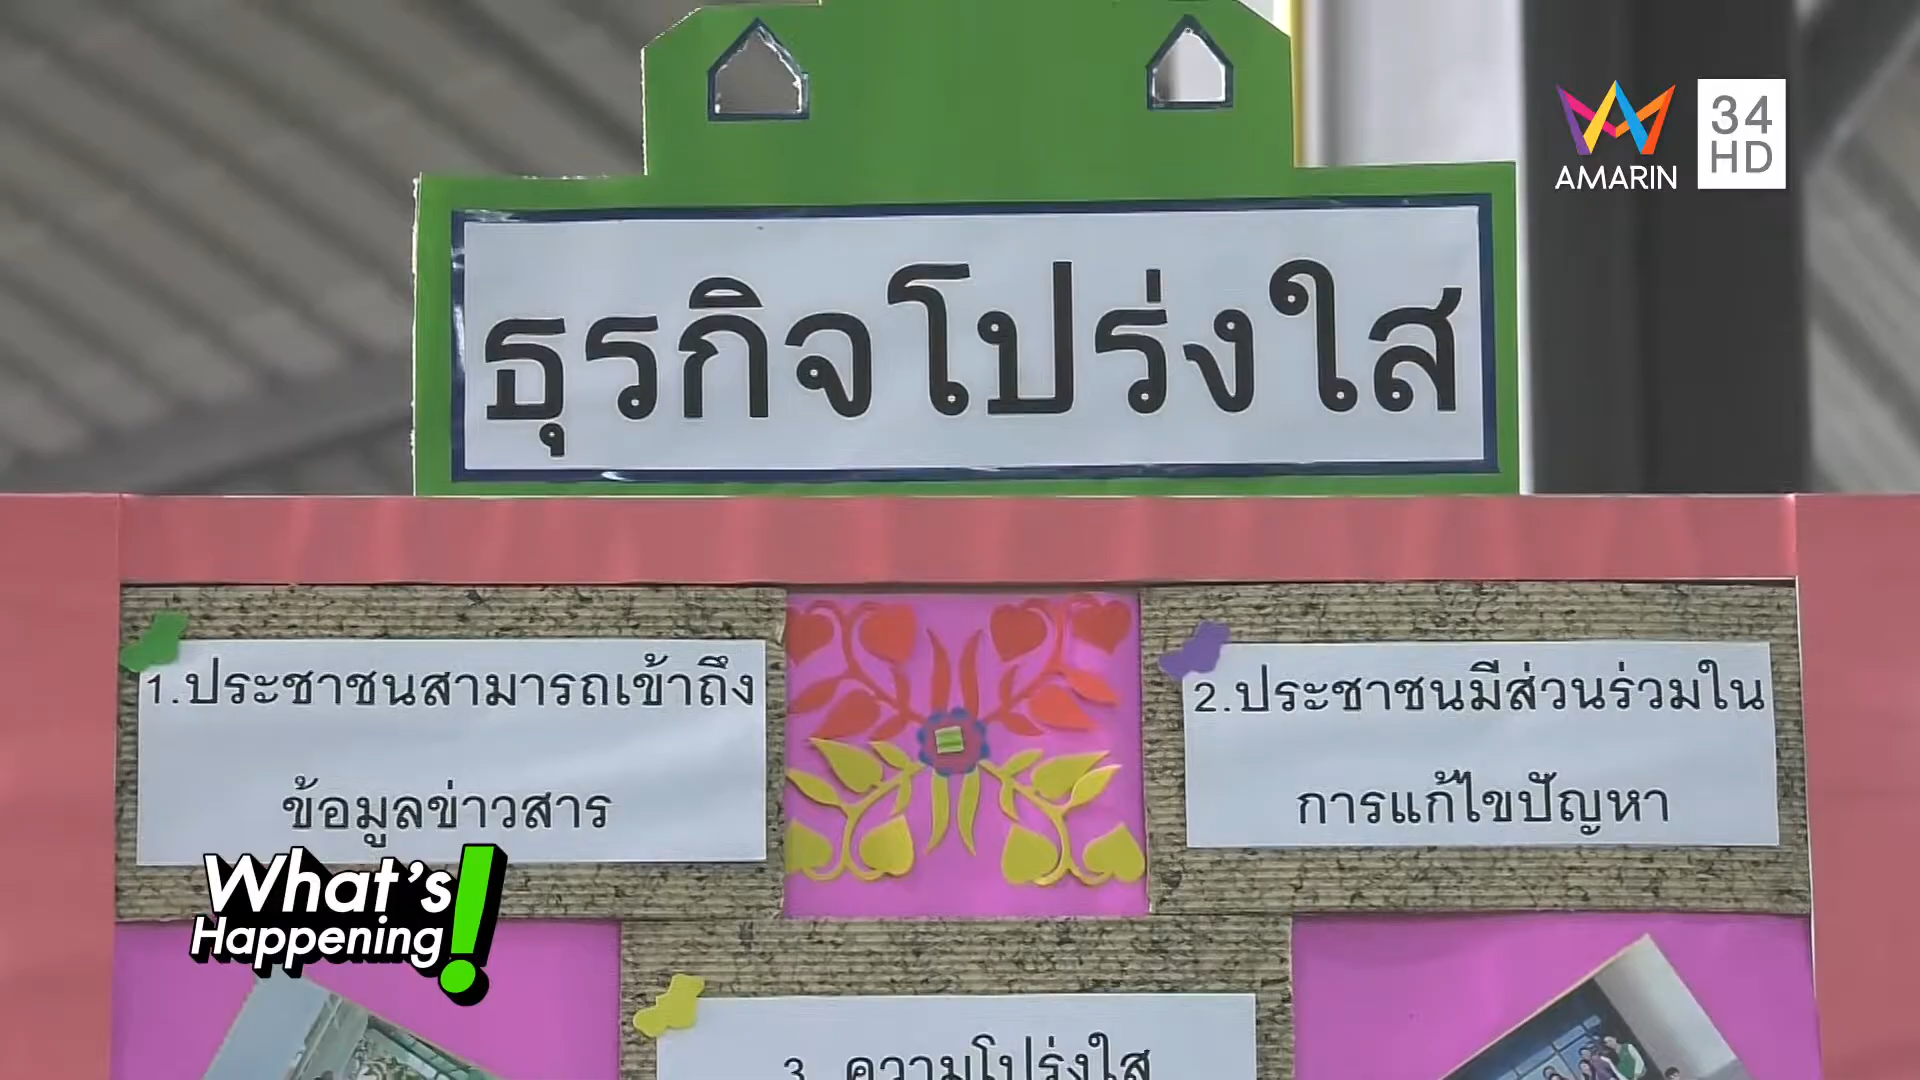 AMARIN
34
HD
ธุรกิจโปร่งใส
1.ประชาชนสามารถเข้าถึง
ข้อมูลข่าวสาร
2.ประชาชนมีส่วนร่วมใน
การแก้ไขปัญหา
What's
Happening!
3. ความโปร่งใส